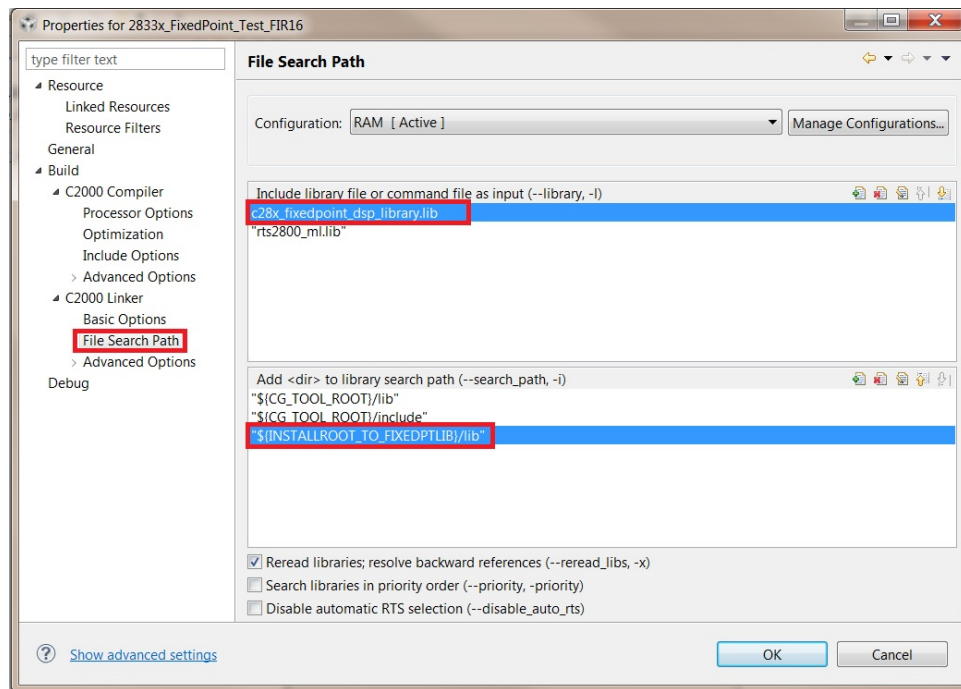 Properties for 2833x_FixedPoint_Test_FIR16
type filter text
Resource
Linked Resources
Resource Filters
General
Build
C2000 Compiler
Processor Options
Optimization
Include Options
Advanced Options
C2000 Linker
Basic Options
File Search Path
Advanced Options
Debug
File Search Path
Configuration: RAM [ Active ]
Manage Configurations...
Include library file or command file as input (--library, -l)
c28x_fixedpoint_dsp_library.lib
"rts2800_ml.lib"
Add <dir> to library search path (--search_path, -i)
"${CG_TOOL_ROOT}/lib"
"${CG_TOOL_ROOT}/include"
"${INSTALLROOT_TO_FIXEDPTLIB}/lib"
Reread libraries; resolve backward references (--reread_libs, -x)
Search libraries in priority order (--priority, -priority)
Disable automatic RTS selection (--disable_auto_rts)
? Show advanced settings
OK
Cancel